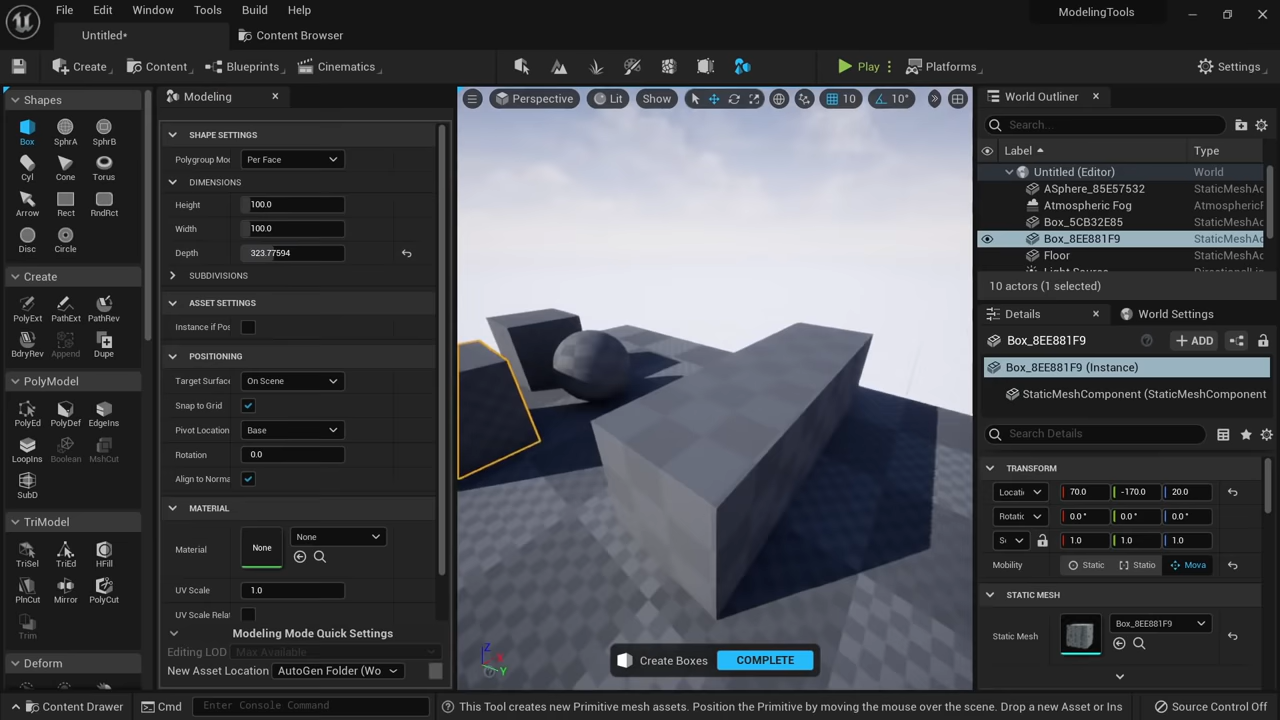 File Edit Window Tools Build Help
ModelingTools
Untitled*
Content Browser
Create
Content
Blueprints
Cinematics
Play
Platforms
Settings
Shapes
Box
SphrA
SphrB
Cyl
Cone
Torus
Arrow
Rect
RndRct
Disc
Circle
Create
PolyExt
PathExt
PathRev
BdryRev
Append
Dupe
PolyModel
PolyEd
PolyDef
EdgeIns
LoopIns
Boolean
MshCut
SubD
TriModel
TriSel
TriEd
HFill
PlnCut
Mirror
PolyCut
Trim
Deform
Modeling
SHAPE SETTINGS
Polygroup Mod Per Face
DIMENSIONS
Height 100.0
Width 100.0
Depth 323.77594
SUBDIVISIONS
ASSET SETTINGS
Instance if Pos
POSITIONING
Target Surface On Scene
Snap to Grid
Pivot Location Base
Rotation 0.0
Align to Norma
MATERIAL
Material None None
UV Scale 1.0
UV Scale Rela
Modeling Mode Quick Settings
Editing LOD Max Available
New Asset Location AutoGen Folder (Wo
Perspective Lit Show 10 10°
Z
X
Y
Create Boxes COMPLETE
World Outliner
Search...
Label Type
Untitled (Editor) World
ASphere_85E57532 StaticMeshAc
Atmospheric Fog AtmosphericF
Box_5CB32E85 StaticMeshAc
Box_8EE881F9 StaticMeshAc
Floor StaticMeshAc
10 actors (1 selected)
Details World Settings
Box_8EE881F9 ADD
Box_8EE881F9 (Instance)
StaticMeshComponent (StaticMeshComponent
Search Details
TRANSFORM
Locati 70.0 -170.0 20.0
Rotatic 0.0 ° 0.0 ° 0.0 °
Sc 1.0 1.0 1.0
Mobility Static Statio Mova
STATIC MESH
Static Mesh Box_8EE881F9
Content Drawer Cmd Enter Console Command This Tool creates new Primitive mesh assets. Position the Primitive by moving the mouse over the scene. Drop a new Asset or Ins Source Control Off